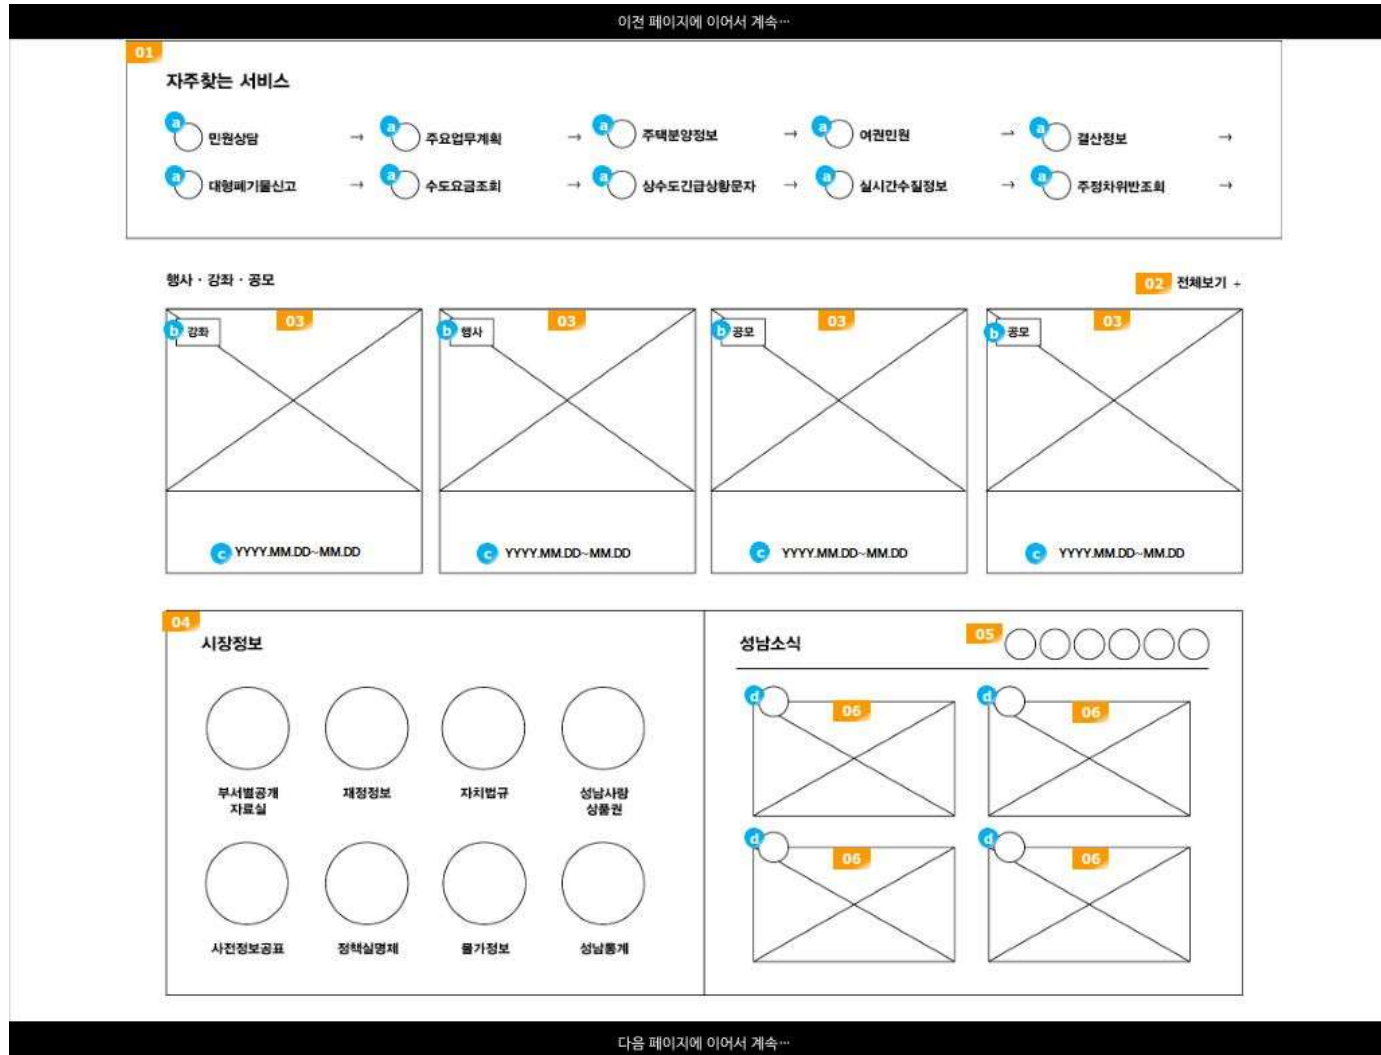 이전 페이지에 이어서 계속…
01
자주찾는 서비스
a 민원상담 → a 주요업무계획 → a 주택분양정보 → a 여권민원 → a 결산정보 →
a 대형폐기물신고 → a 수도요금조회 → a 상수도긴급상황문자 → a 실시간수질정보 → a 주정차위반조회 →
행사 · 강좌 · 공모 02 전체보기 +
03 03 03 03
b 강좌 b 행사 b 공모 b 공모
c YYYY.MM.DD~MM.DD c YYYY.MM.DD~MM.DD c YYYY.MM.DD~MM.DD c YYYY.MM.DD~MM.DD
04
시장정보
부서별공개
자료실
재정정보
자치법규
성남사랑
상품권
사전정보공표
정책실명제
물가정보
성남통계
성남소식 05
d 06 d 06
d 06 d 06
다음 페이지에 이어서 계속…